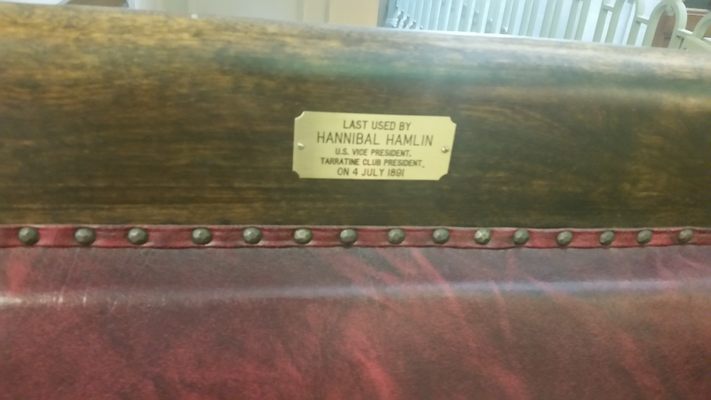 LAST USED BY
HANNIBAL HAMLIN
U.S. VICE PRESIDENT,
TARRATINE CLUB PRESIDENT,
ON 4 JULY 1891